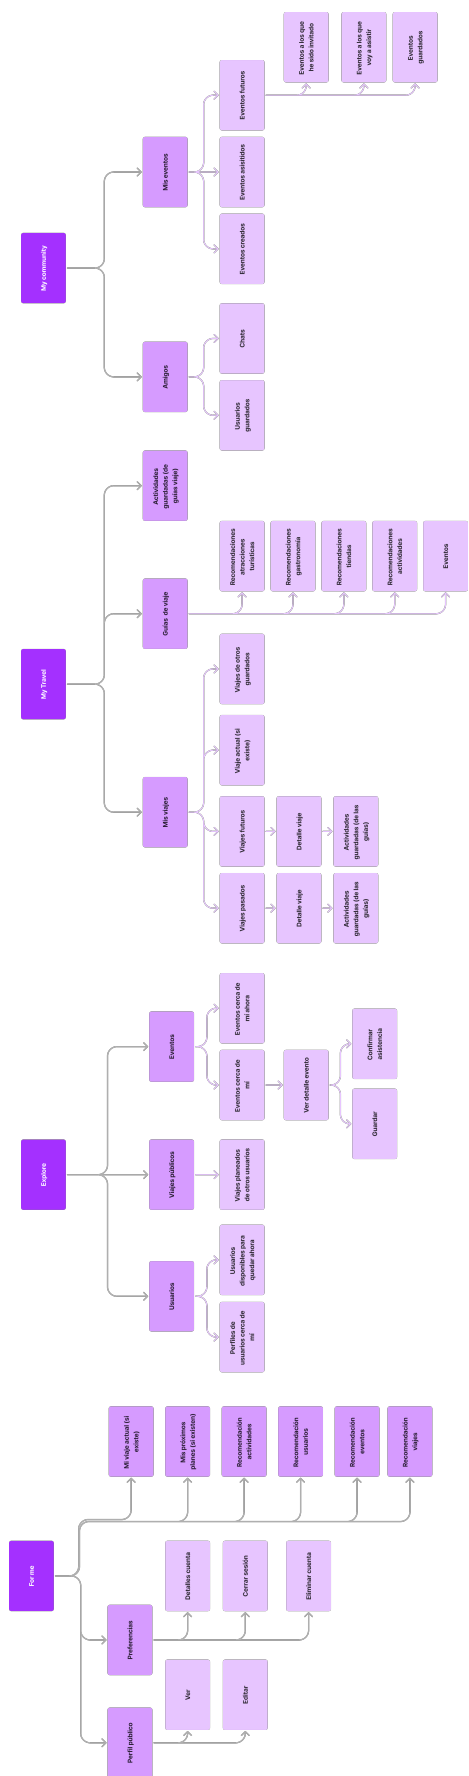 For me
Perfil público
Ver
Editar
Preferencias
Detalles cuenta
Cerrar sesión
Eliminar cuenta
Mi viaje actual (si
existe)
Mis próximos
planes (si existen)
Recomendación
actividades
Recomendación
usuarios
Recomendación
eventos
Recomendación
viajes
Explore
Usuarios
Perfiles de
usuarios cerca de
mí
Usuarios
disponibles para
quedar ahora
Viajes públicos
Viajes planeados
de otros usuarios
Eventos
Eventos cerca de
mí
Eventos cerca de
mí ahora
Ver detalle evento
Guardar
Confirmar
asistencia
My Travel
Mis viajes
Viajes pasados
Detalle viaje
Actividades
guardadas (de las
guías)
Viajes futuros
Detalle viaje
Actividades
guardadas (de las
guías)
Viaje actual (si
existe)
Viajes de otros
guardados
Guías de viaje
Recomendaciones
atracciones
turísticas
Recomendaciones
gastronomía
Recomendaciones
tiendas
Recomendaciones
actividades
Eventos
Actividades
guardadas (de
guías viaje)
My community
Amigos
Usuarios
guardados
Chats
Mis eventos
Eventos creados
Eventos asisitidos
Eventos futuros
Eventos a los que
he sido invitado
Eventos a los que
voy a asistir
Eventos
guardados